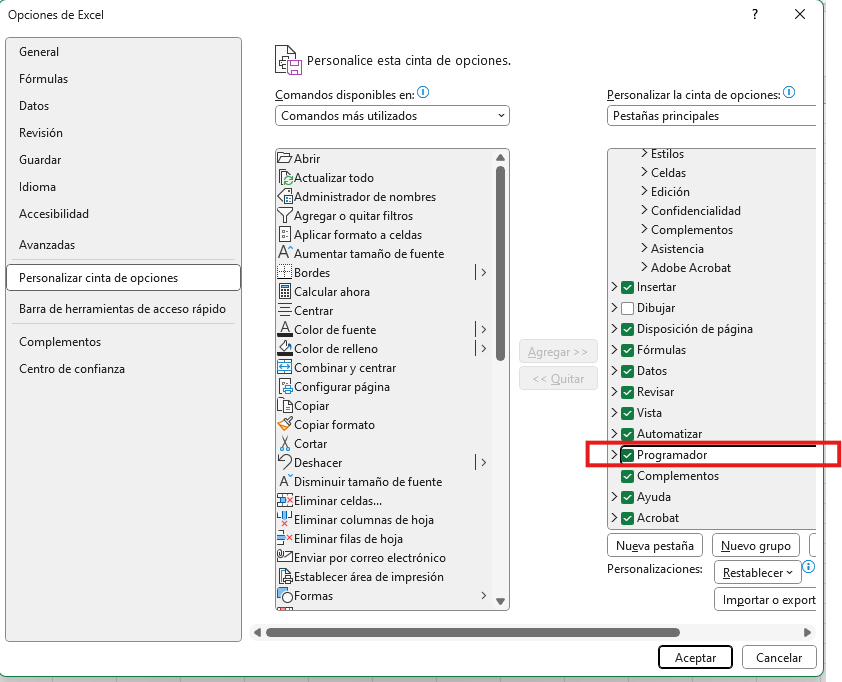 Opciones de Excel
?
General
Fórmulas
Datos
Revisión
Guardar
Idioma
Accesibilidad
Avanzadas
Personalizar cinta de opciones
Barra de herramientas de acceso rápido
Complementos
Centro de confianza
Personalice esta cinta de opciones.
Comandos disponibles en:
Comandos más utilizados
Abrir
Actualizar todo
Administrador de nombres
Agregar o quitar filtros
Aplicar formato a celdas
Aumentar tamaño de fuente
Bordes
Calcular ahora
Centrar
Color de fuente
Color de relleno
Combinar y centrar
Configurar página
Copiar
Copiar formato
Cortar
Deshacer
Disminuir tamaño de fuente
Eliminar celdas...
Eliminar columnas de hoja
Eliminar filas de hoja
Enviar por correo electrónico
Establecer área de impresión
Formas
Agregar >>
<< Quitar
Personalizar la cinta de opciones:
Pestañas principales
Estilos
Celdas
Edición
Confidencialidad
Complementos
Asistencia
Adobe Acrobat
Insertar
Dibujar
Disposición de página
Fórmulas
Datos
Revisar
Vista
Automatizar
Programador
Complementos
Ayuda
Acrobat
Nueva pestaña
Nuevo grupo
Personalizaciones:
Restablecer
Importar o export
Aceptar
Cancelar